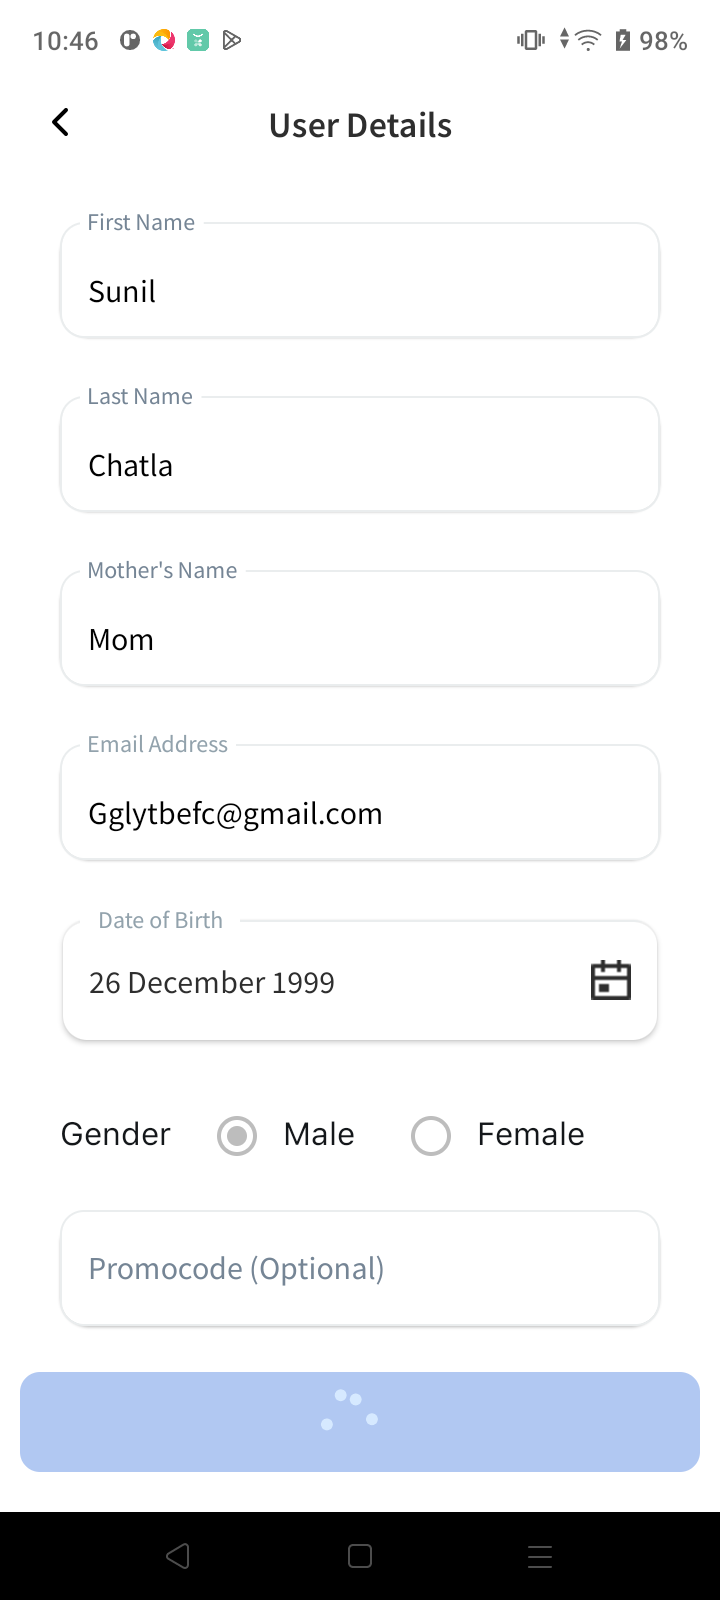 10:46
98%
User Details
First Name
Sunil
Last Name
Chatla
Mother's Name
Mom
Email Address
Gglytbefc@gmail.com
Date of Birth
26 December 1999
Gender Male Female
Promocode (Optional)